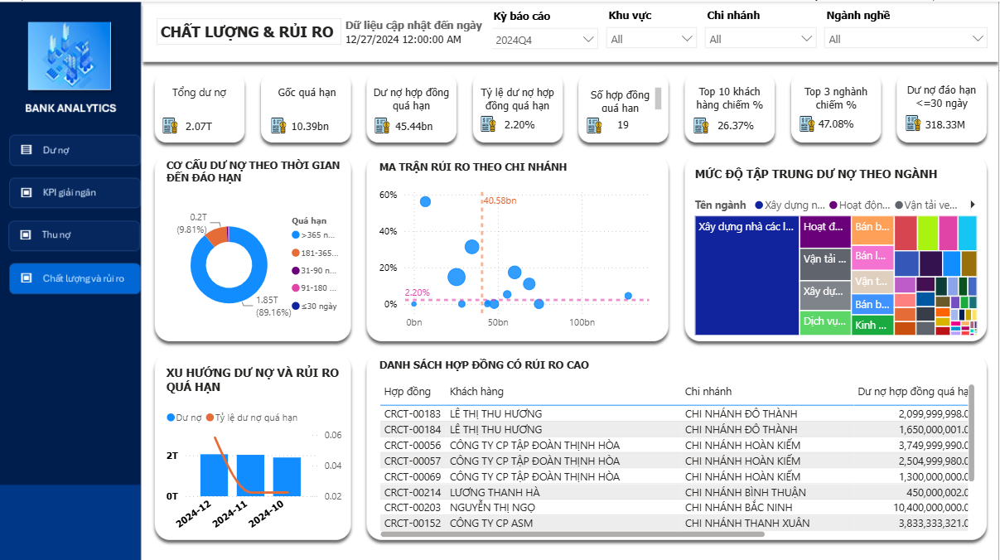 BANK ANALYTICS
Dư nợ
KPI giải ngân
Thu nợ
Chất lượng và rủi ro
CHẤT LƯỢNG & RỦI RO
Dữ liệu cập nhật đến ngày
12/27/2024 12:00:00 AM
Kỳ báo cáo
2024Q4
Khu vực
All
Chi nhánh
All
Ngành nghề
All
Tổng dư nợ
2.07T
Gốc quá hạn
10.39bn
Dư nợ hợp đồng
quá hạn
45.44bn
Tỷ lệ dư nợ hợp
đồng quá hạn
2.20%
Số hợp đồng
quá hạn
19
Top 10 khách
hàng chiếm %
26.37%
Top 3 nghành
chiếm %
47.08%
Dư nợ đáo hạn
<=30 ngày
318.33M
CƠ CẤU DƯ NỢ THEO THỜI GIAN
ĐẾN ĐÁO HẠN
0.2T
(9.81%)
1.85T
(89.16%)
Quá hạn
>365 n...
181-365...
31-90 n...
91-180 ...
≤30 ngày
MA TRẬN RỦI RO THEO CHI NHÁNH
60%
40%
20%
0%
40.58bn
2.20%
0bn
50bn
100bn
MỨC ĐỘ TẬP TRUNG DƯ NỢ THEO NGÀNH
Tên ngành
Xây dựng n...
Hoạt độn...
Vận tải ve...
Xây dựng nhà các l...
Hoạt đ...
Vận tải ...
Xây dự...
Dịch vụ...
Bán b...
Bán l...
Vận t...
Bán b...
Kinh ...
XU HƯỚNG DƯ NỢ VÀ RỦI RO
QUÁ HẠN
Dư nợ
Tỷ lệ dư nợ quá hạn
2T
0T
0.06
0.04
0.02
2024-12
2024-11
2024-10
DANH SÁCH HỢP ĐỒNG CÓ RỦI RO CAO
Hợp đồng Khách hàng Chi nhánh Dư nợ hợp đồng quá hạ
CRCT-00183 LÊ THỊ THU HƯƠNG CHI NHÁNH ĐÔ THÀNH 2,099,999,998.0
CRCT-00184 LÊ THỊ THU HƯƠNG CHI NHÁNH ĐÔ THÀNH 1,650,000,001.0
CRCT-00056 CÔNG TY CP TẬP ĐOÀN THỊNH HÒA CHI NHÁNH HOÀN KIẾM 3,749,999,990.0
CRCT-00057 CÔNG TY CP TẬP ĐOÀN THỊNH HÒA CHI NHÁNH HOÀN KIẾM 2,504,999,980.0
CRCT-00069 CÔNG TY CP TẬP ĐOÀN THỊNH HÒA CHI NHÁNH HOÀN KIẾM 1,300,000,000.0
CRCT-00214 LƯƠNG THANH HÀ CHI NHÁNH BÌNH THUẬN 450,000,002.0
CRCT-00203 NGUYỄN THỊ NGỌ CHI NHÁNH BẮC NINH 10,400,000,000.0
CRCT-00152 CÔNG TY CP ASM CHI NHÁNH THANH XUÂN 3,833,333,321.0